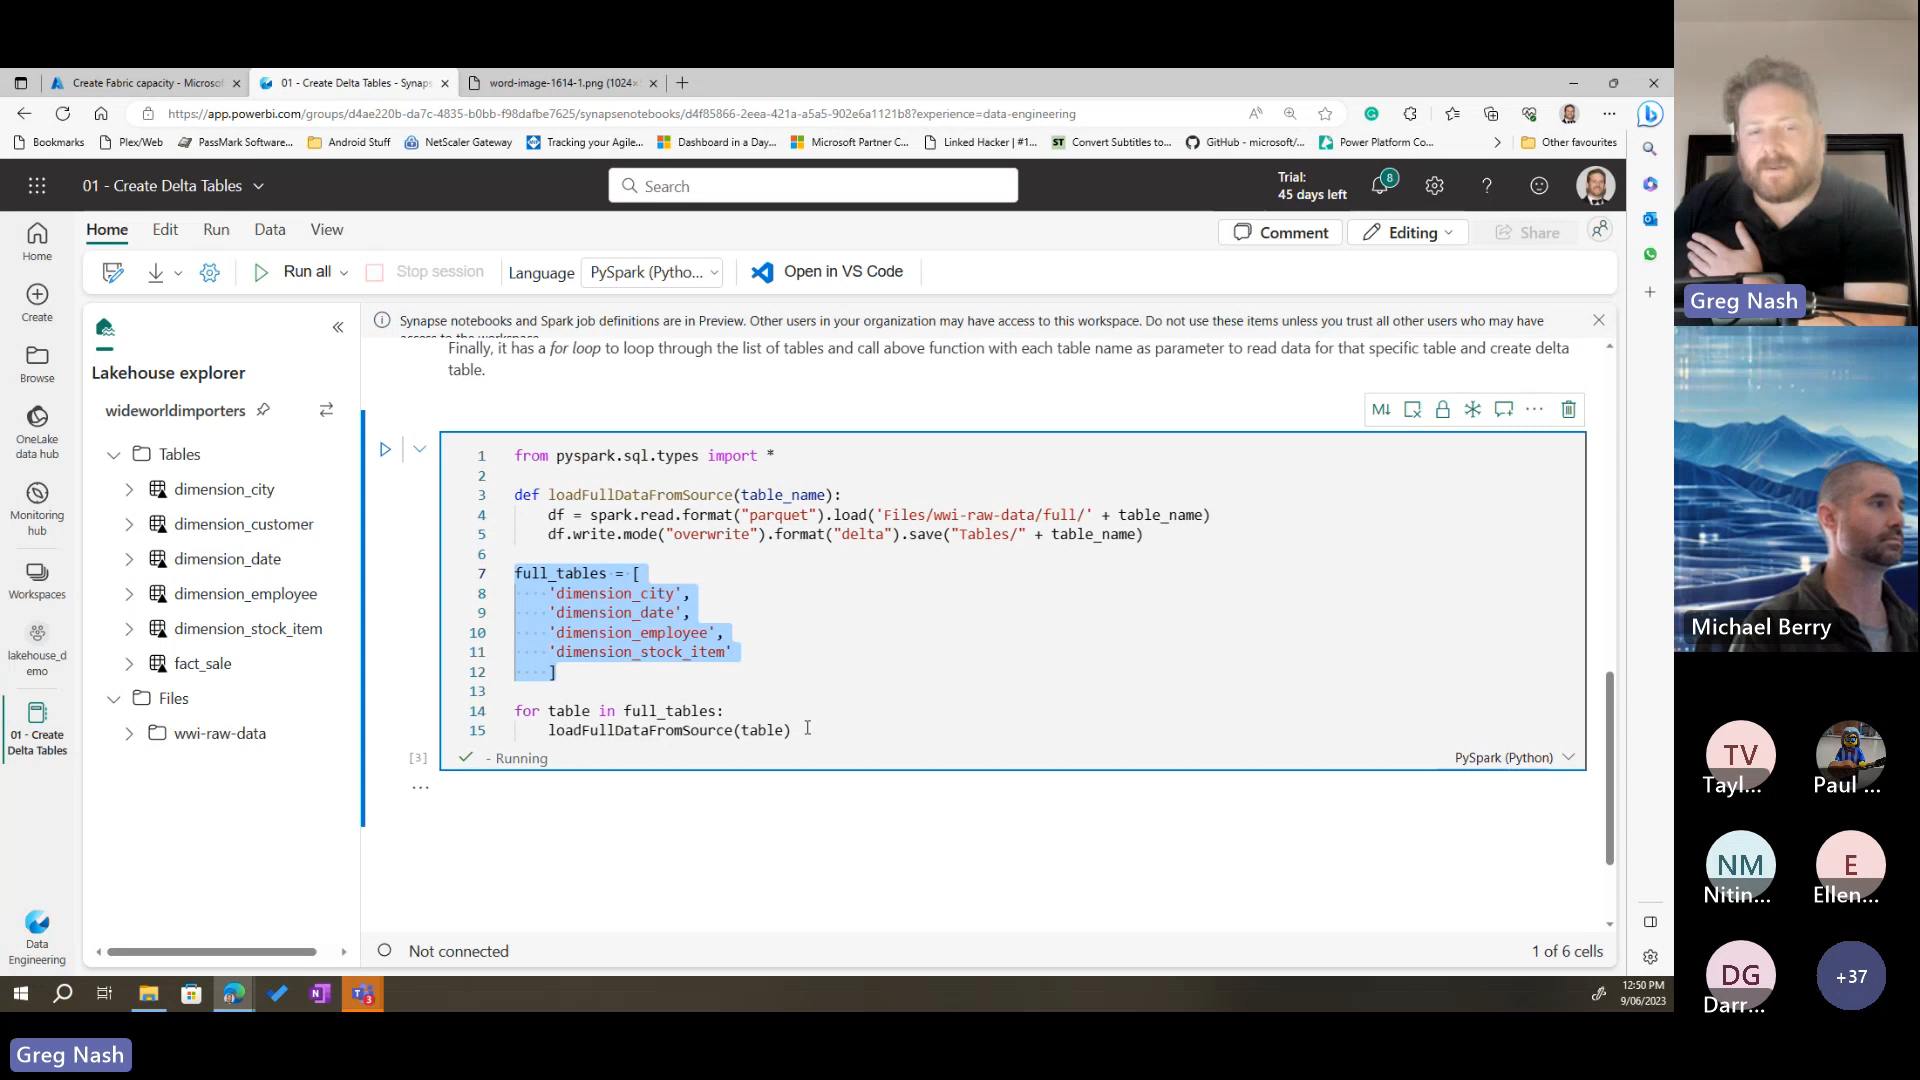 Create Fabric capacity - Microso
01 - Create Delta Tables - Synaps
word-image-1614-1.png (1024×
https://app.powerbi.com/groups/d4ae220b-da7c-4835-b0bb-f98dafbe7625/synapsenotebooks/d4f85866-2eea-421a-a5a5-902e6a1121b8?experience=data-engineering
Bookmarks
Plex/Web
PassMark Software...
Android Stuff
NetScaler Gateway
Tracking your Agile...
Dashboard in a Day...
Microsoft Partner C...
Linked Hacker | #1...
ST Convert Subtitles to...
GitHub - microsoft/...
Power Platform Co...
Other favourites
01 - Create Delta Tables
Search
Trial:
45 days left
8
Home
Edit
Run
Data
View
Comment
Editing
Share
Run all
Stop session
Language
PySpark (Pytho...
Open in VS Code
Home
Create
Browse
OneLake
data hub
Monitoring
hub
Workspaces
lakehouse_d
emo
01 - Create
Delta Tables
Data
Engineering
Lakehouse explorer
wideworldimporters
Tables
dimension_city
dimension_customer
dimension_date
dimension_employee
dimension_stock_item
fact_sale
Files
wwi-raw-data
Synapse notebooks and Spark job definitions are in Preview. Other users in your organization may have access to this workspace. Do not use these items unless you trust all other users who may have
Finally, it has a for loop to loop through the list of tables and call above function with each table name as parameter to read data for that specific table and create delta
table.
M↓
1 from pyspark.sql.types import *
2
3 def loadFullDataFromSource(table_name):
4 df = spark.read.format("parquet").load('Files/wwi-raw-data/full/' + table_name)
5 df.write.mode("overwrite").format("delta").save("Tables/" + table_name)
6
7 full_tables = [
8 'dimension_city',
9 'dimension_date',
10 'dimension_employee',
11 'dimension_stock_item'
12 ]
13
14 for table in full_tables:
15 loadFullDataFromSource(table)
[3]
- Running
PySpark (Python)
Not connected
1 of 6 cells
12:50 PM
9/06/2023
Greg Nash
Michael Berry
TV
Tayl...
Paul ...
NM
Nitin...
E
Ellen...
DG
Darr...
+37
Greg Nash